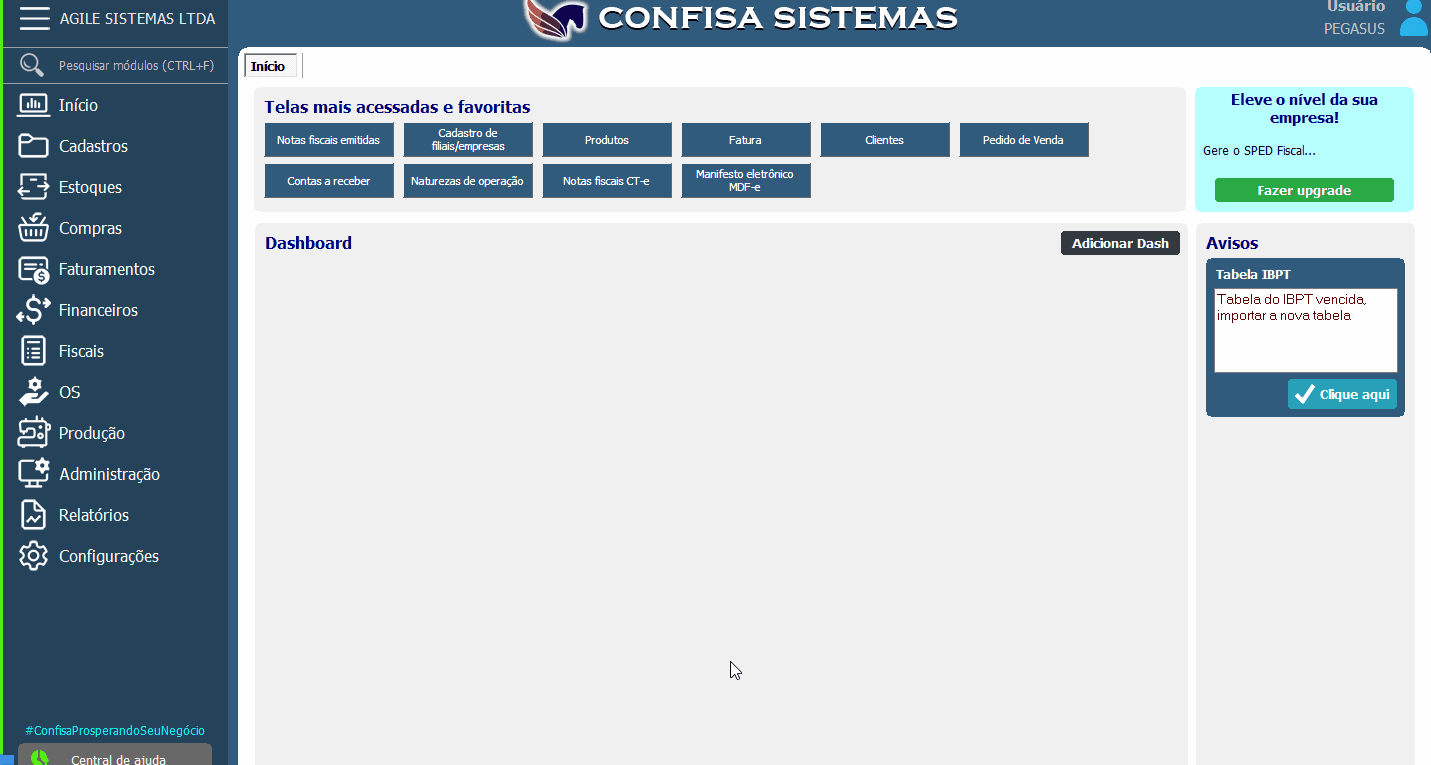 AGILE SISTEMAS LTDA
Pesquisar módulos (CTRL+F)
Início
Cadastros
Estoques
Compras
Faturamentos
Financeiros
Fiscais
OS
Produção
Administração
Relatórios
Configurações
#ConfisaProsperandoSeuNegócio
Central de ajuda
CONFISA SISTEMAS
Usuário
PEGASUS
Início
Telas mais acessadas e favoritas
Notas fiscais emitidas
Cadastro de
filiais/empresas
Produtos
Fatura
Clientes
Pedido de Venda
Contas a receber
Naturezas de operação
Notas fiscais CT-e
Manifesto eletrônico
MDF-e
Eleve o nível da sua
empresa!
Gere o SPED Fiscal...
Fazer upgrade
Dashboard
Adicionar Dash
Avisos
Tabela IBPT
Tabela do IBPT vencida,
importar a nova tabela
Clique aqui